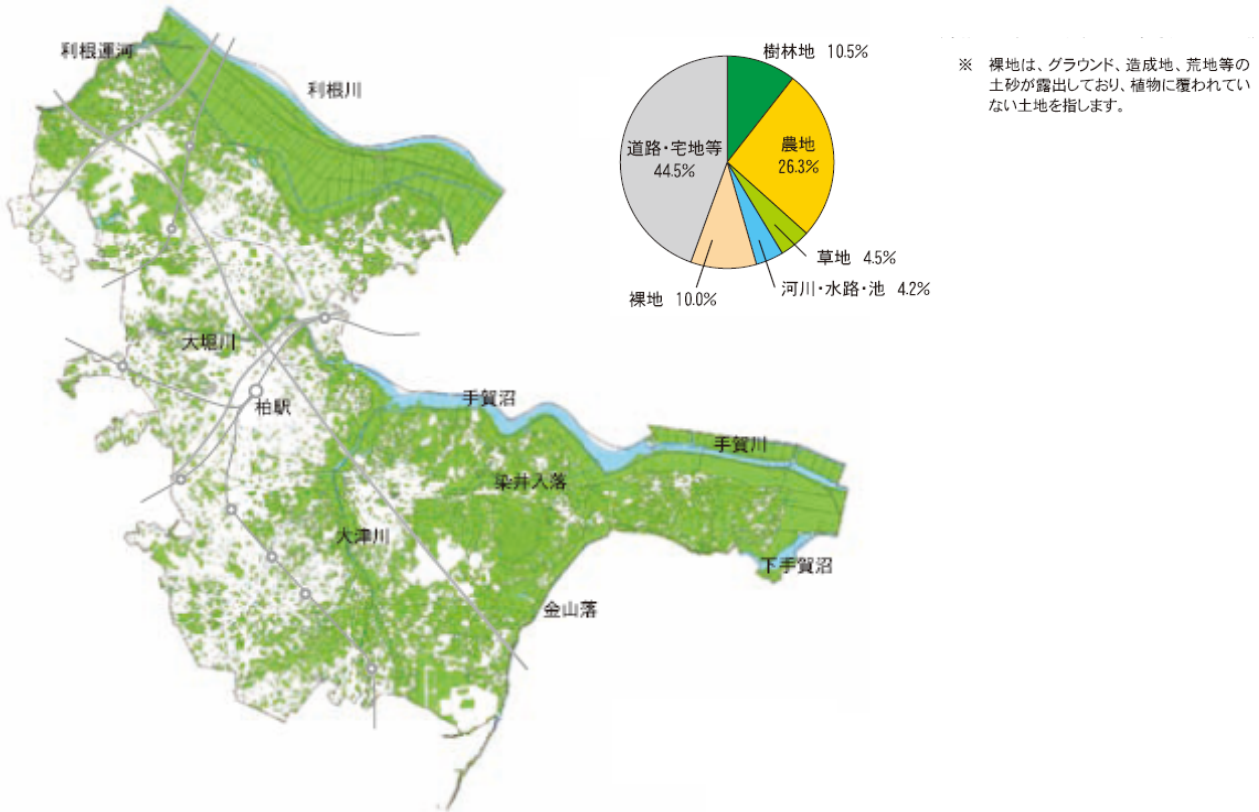 利根運河
利根川
大堀川
柏駅
手賀沼
手賀川
染井入落
大津川
下手賀沼
金山落
樹林地 10.5%
農地
26.3%
草地 4.5%
河川・水路・池 4.2%
裸地 10.0%
道路・宅地等
44.5%
※ 裸地は、グラウンド、造成地、荒地等の
土砂が露出しており、植物に覆われてい
ない土地を指します。